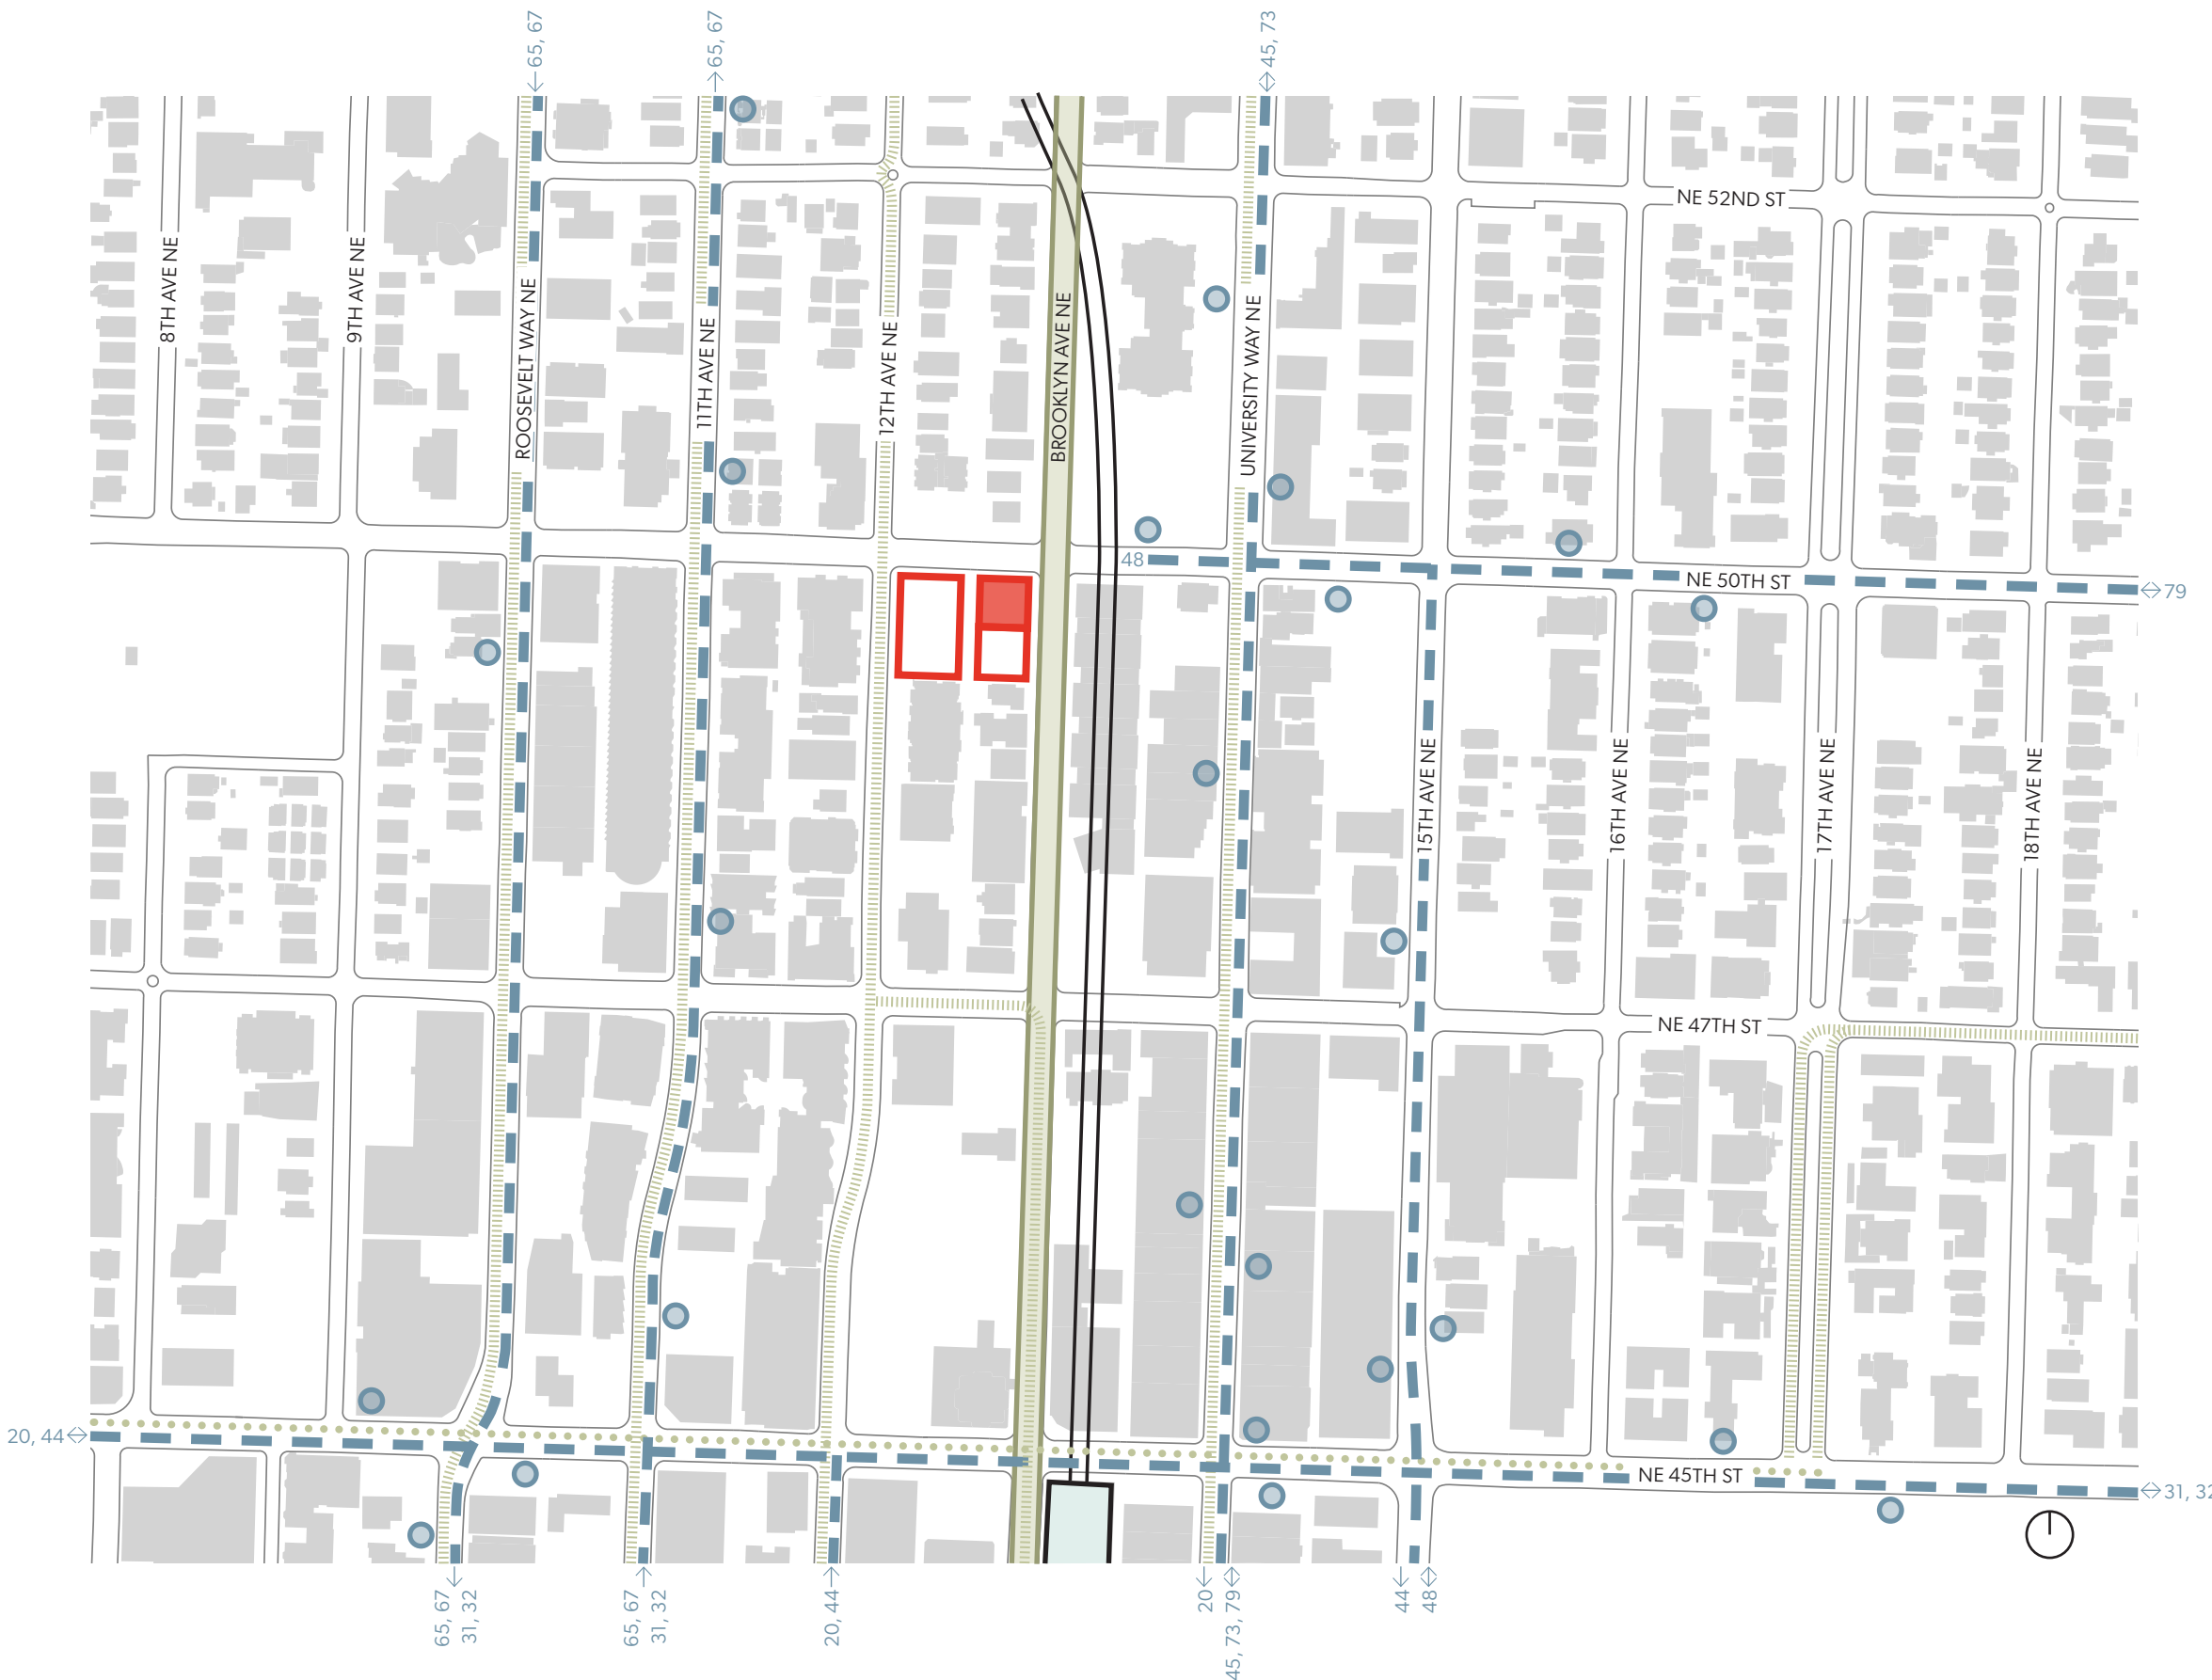 65, 67
65, 67
45, 73
NE 52ND ST
8TH AVE NE
9TH AVE NE
ROOSEVELT WAY NE
11TH AVE NE
12TH AVE NE
BROOKLYN AVE NE
UNIVERSITY WAY NE
48
NE 50TH ST
79
15TH AVE NE
16TH AVE NE
17TH AVE NE
18TH AVE NE
NE 47TH ST
20, 44
NE 45TH ST
31, 32
65, 67
31, 32
65, 67
31, 32
20, 44
20
45, 73, 79
44
48